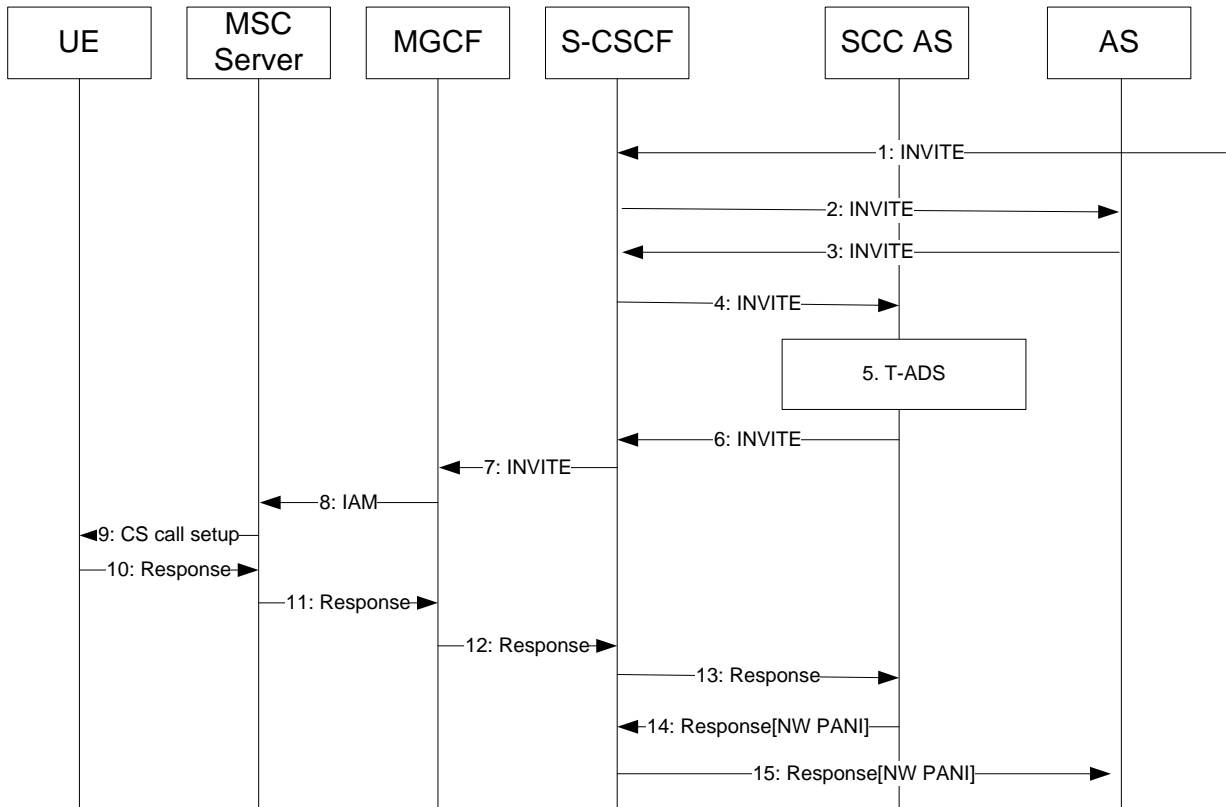 UE
MSC
Server
MGCF
S-CSCF
SCC AS
AS
1: INVITE
2: INVITE
3: INVITE
4: INVITE
5. T-ADS
6: INVITE
7: INVITE
8: IAM
9: CS call setup
10: Response
11: Response
12: Response
13: Response
14: Response[NW PANI]
15: Response[NW PANI]